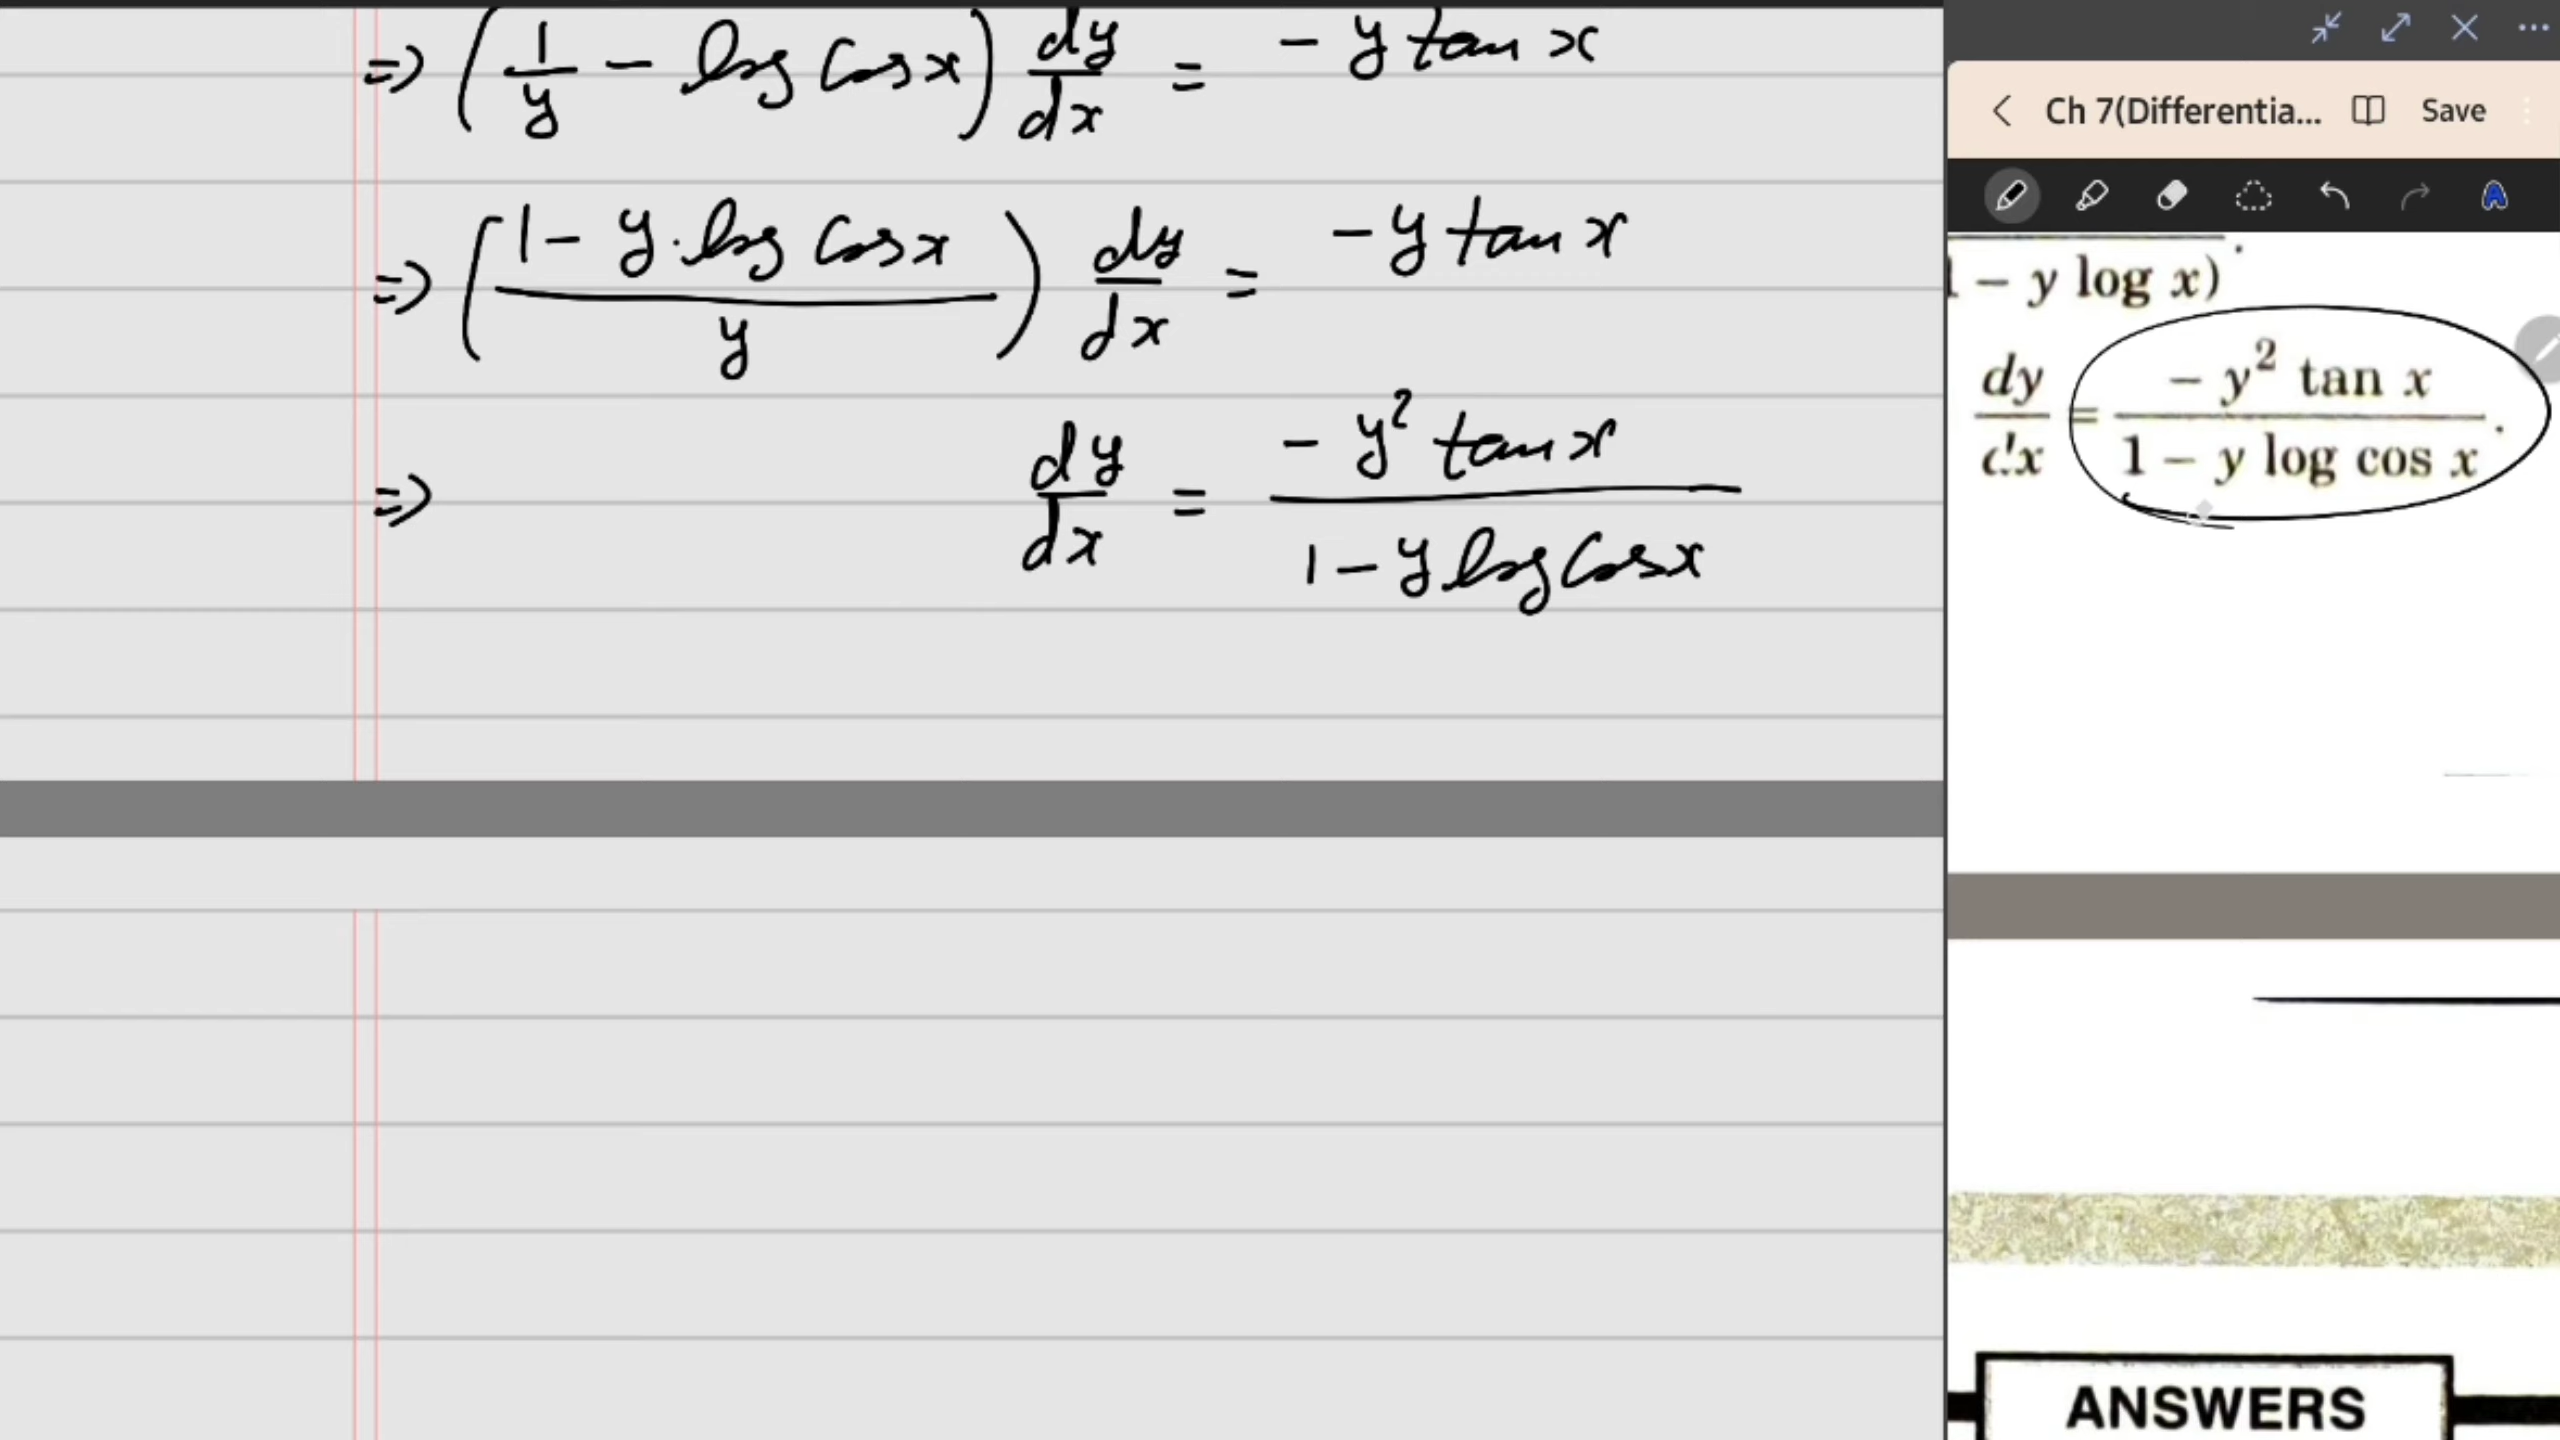 => (1/y - log cos x) dy/dx = - y tan x
=> (1 - y. log cos x / y) dy/dx = - y tan x
=> dy/dx = - y² tan x / 1 - y log cos x
Ch 7(Differentia... Save
- y log x) .
dy/dx = - y² tan x / 1 - y log cos x .
ANSWERS